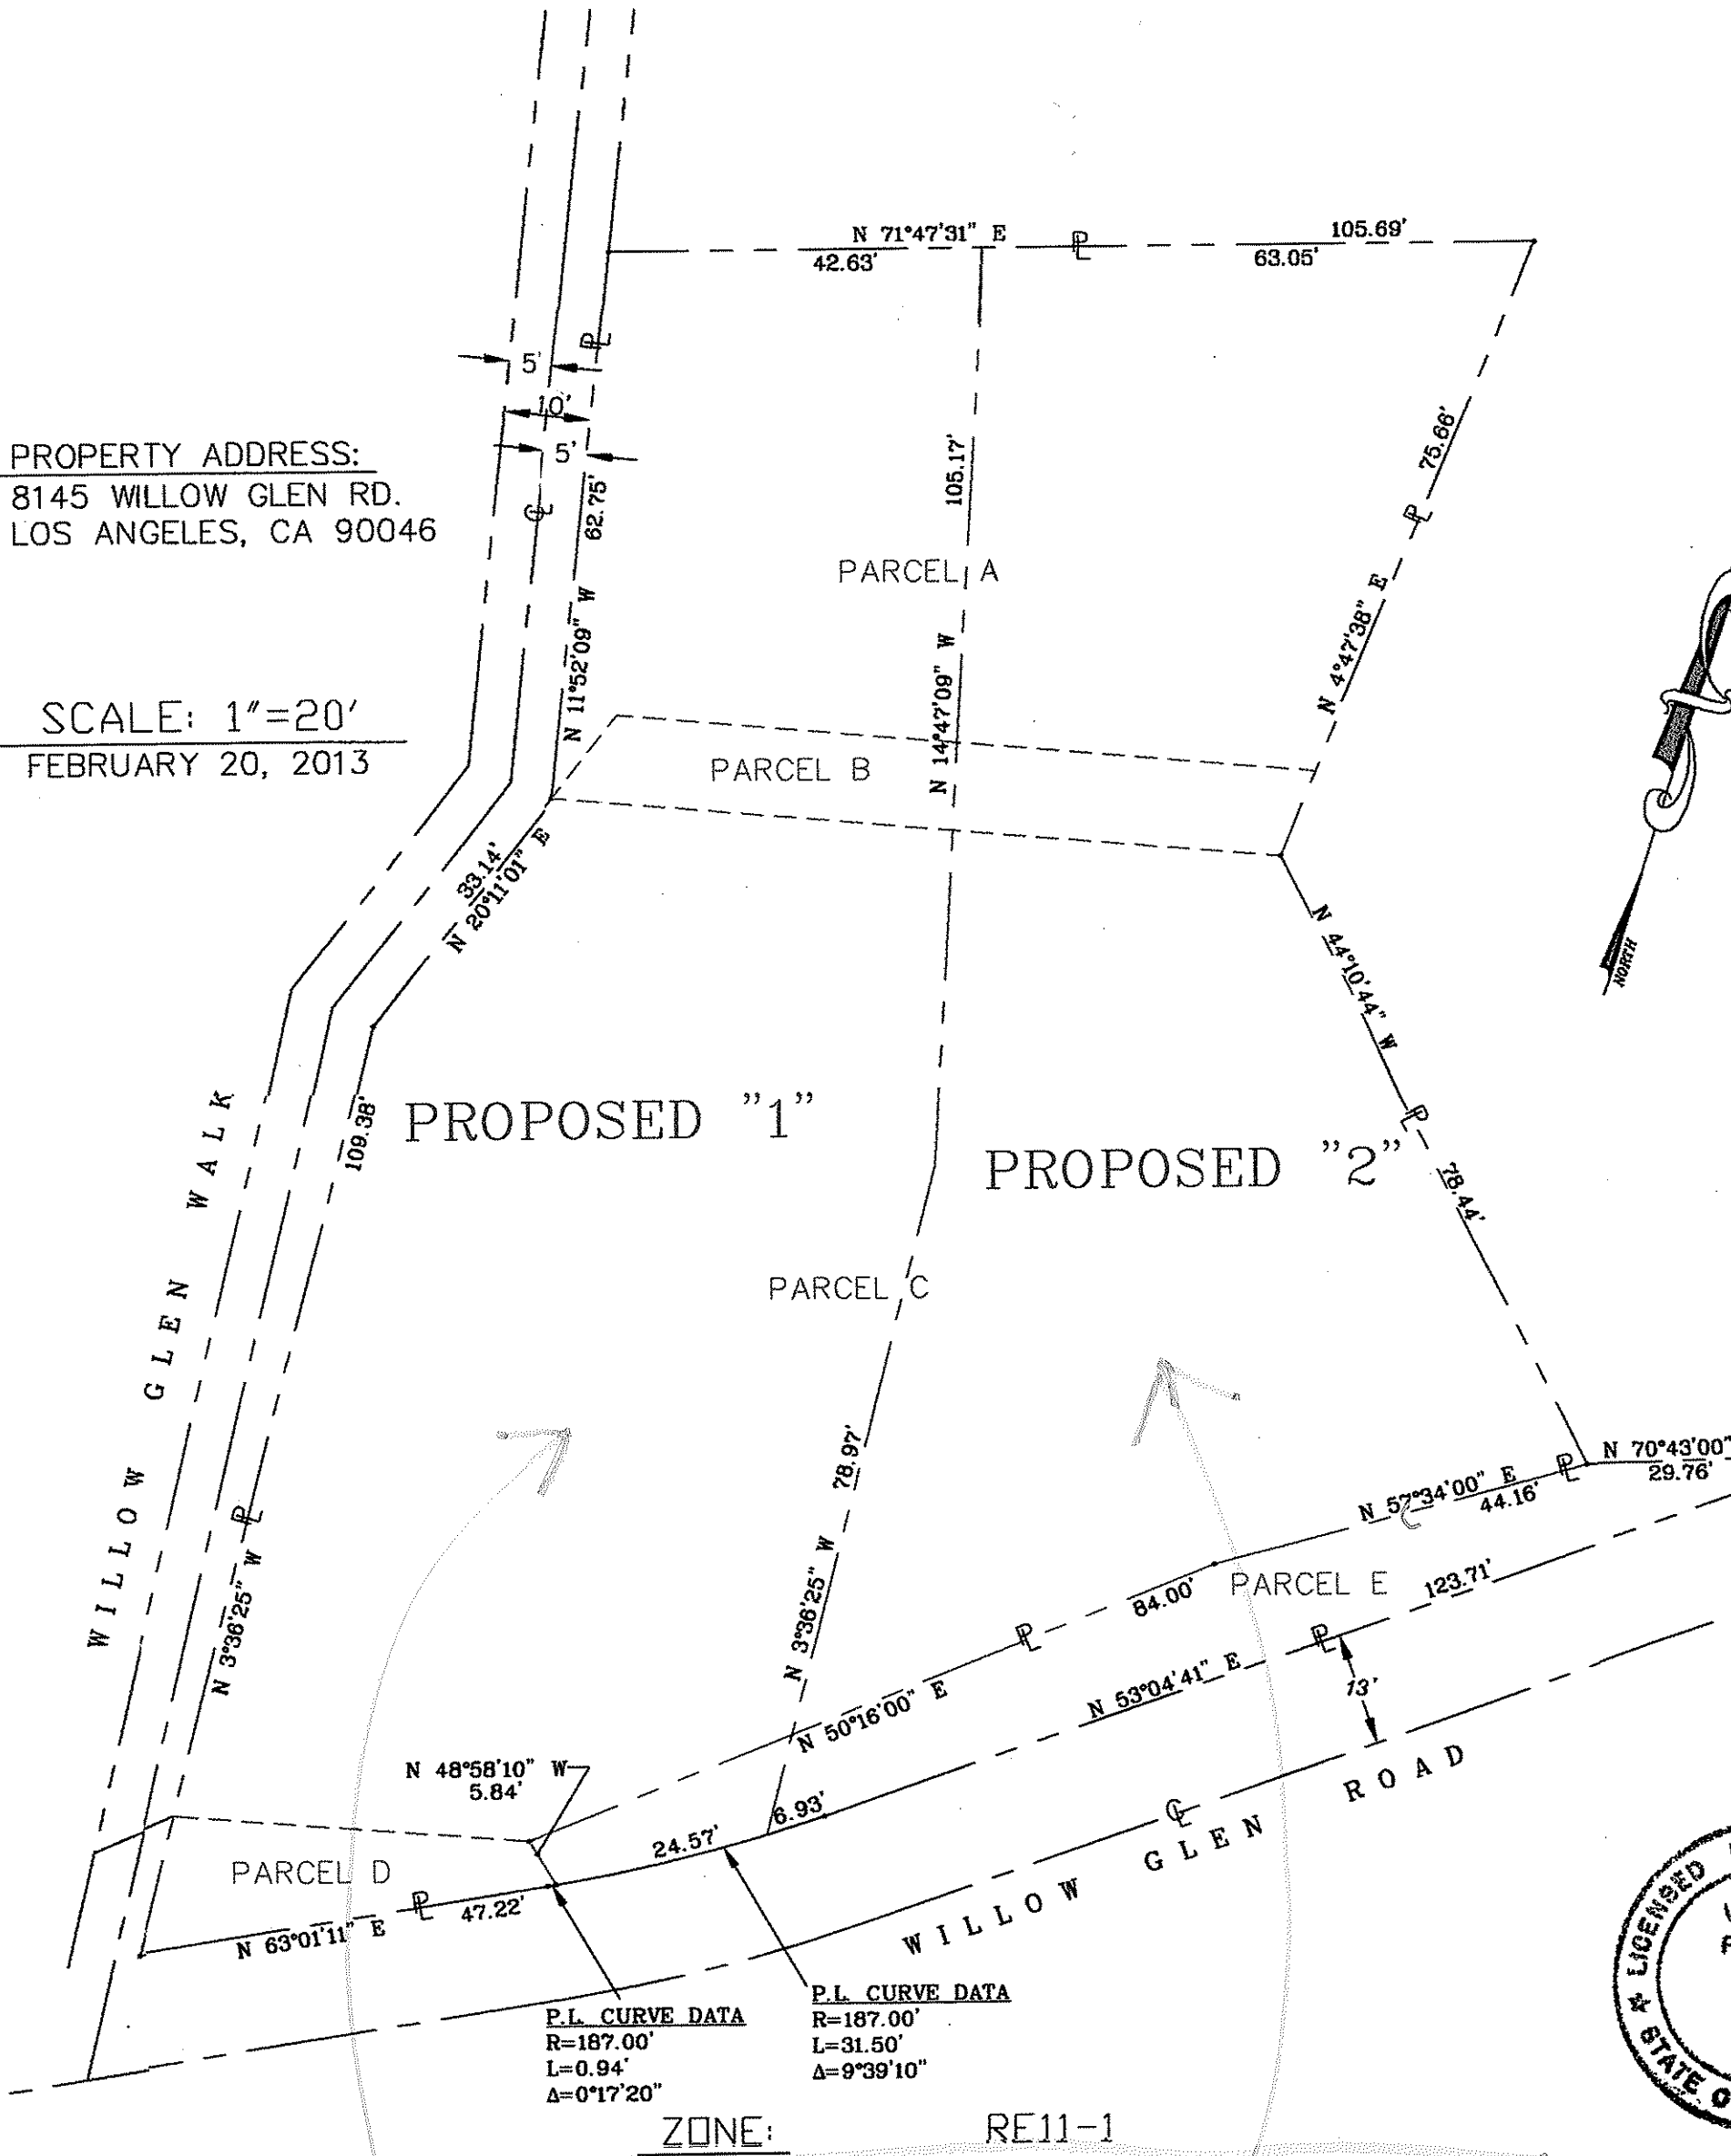 N 71°47'31" E
42.63'
105.69'
63.05'
5'
10'
5'
PROPERTY ADDRESS:
8145 WILLOW GLEN RD.
LOS ANGELES, CA 90046
62.75'
N 11°52'09" W
105.17'
N 14°47'09" W
75.66'
N 4°47'38" E
PARCEL A
SCALE: 1"=20'
FEBRUARY 20, 2013
PARCEL B
33.14'
N 20°11'01" E
N 44°10'44" W
78.44'
NORTH
109.38'
PROPOSED "1"
PROPOSED "2"
WILLOW GLEN WALK
PARCEL C
78.97'
N 3°36'25" W
N 3°36'25" W
N 70°43'00"
29.76'
N 57°34'00" E
44.16'
PARCEL E
84.00'
N 50°16'00" E
123.71'
N 53°04'41" E
13'
N 48°58'10" W
5.84'
6.93'
24.57'
PARCEL D
47.22'
N 63°01'11" E
WILLOW GLEN ROAD
P.L. CURVE DATA
R=187.00'
L=0.94'
Δ=0°17'20"
P.L. CURVE DATA
R=187.00'
L=31.50'
Δ=9°39'10"
LICENSED
STATE O
ZONE: RE11-1